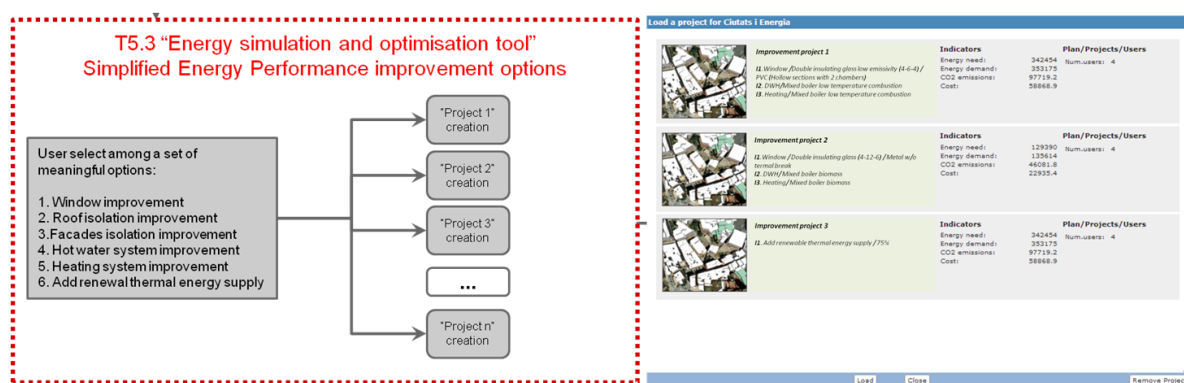 T5.3 “Energy simulation and optimisation tool”
Simplified Energy Performance improvement options
User select among a set of
meaningful options:
1. Window improvement
2. Roof isolation improvement
3.Facades isolation improvement
4. Hot water system improvement
5. Heating system improvement
6. Add renewal thermal energy supply
"Project 1"
creation
"Project 2"
creation
"Project 3"
creation
...
"Project n"
creation
Load a project for Ciutats i Energia
Improvement project 1
I1. Window /Double insulating glass low emissivity (4-6-4) /
PVC (Hollow sections with 2 chambers)
I2. DWH/Mixed boiler low temperature combustion
I3. Heating/Mixed boiler low temperature combustion
Indicators
Energy need: 342454
Energy demand: 353175
CO2 emissions: 97719.2
Cost: 58868.9
Plan/Projects/Users
Num.users: 4
Improvement project 2
I1. Window /Double insulating glass (4-12-6) /Metal w/o
termal break
I2. DWH/Mixed boiler biomass
I3. Heating/Mixed boiler biomass
Indicators
Energy need: 129390
Energy demand: 135614
CO2 emissions: 46081.8
Cost: 22935.4
Plan/Projects/Users
Num.users: 4
Improvement project 3
I1. Add renewable thermal energy supply /75%
Indicators
Energy need: 342454
Energy demand: 353175
CO2 emissions: 97719.2
Cost: 58868.9
Plan/Projects/Users
Num.users: 4
Load
Close
Remove Projec